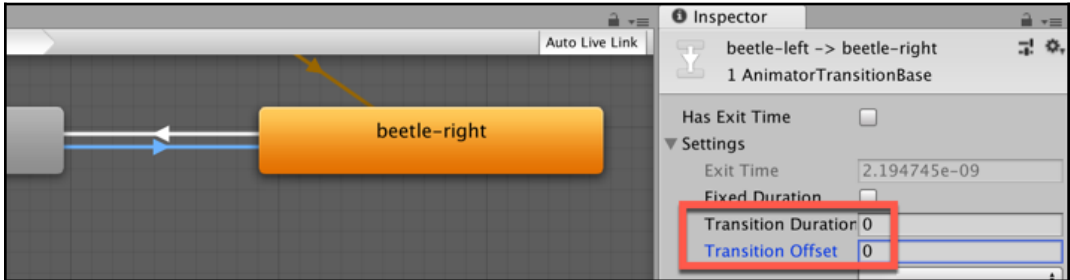 Auto Live Link
beetle-right
Inspector
beetle-left -> beetle-right
1 AnimatorTransitionBase
Has Exit Time
Settings
Exit Time 2.194745e-09
Fixed Duration
Transition Duration 0
Transition Offset 0